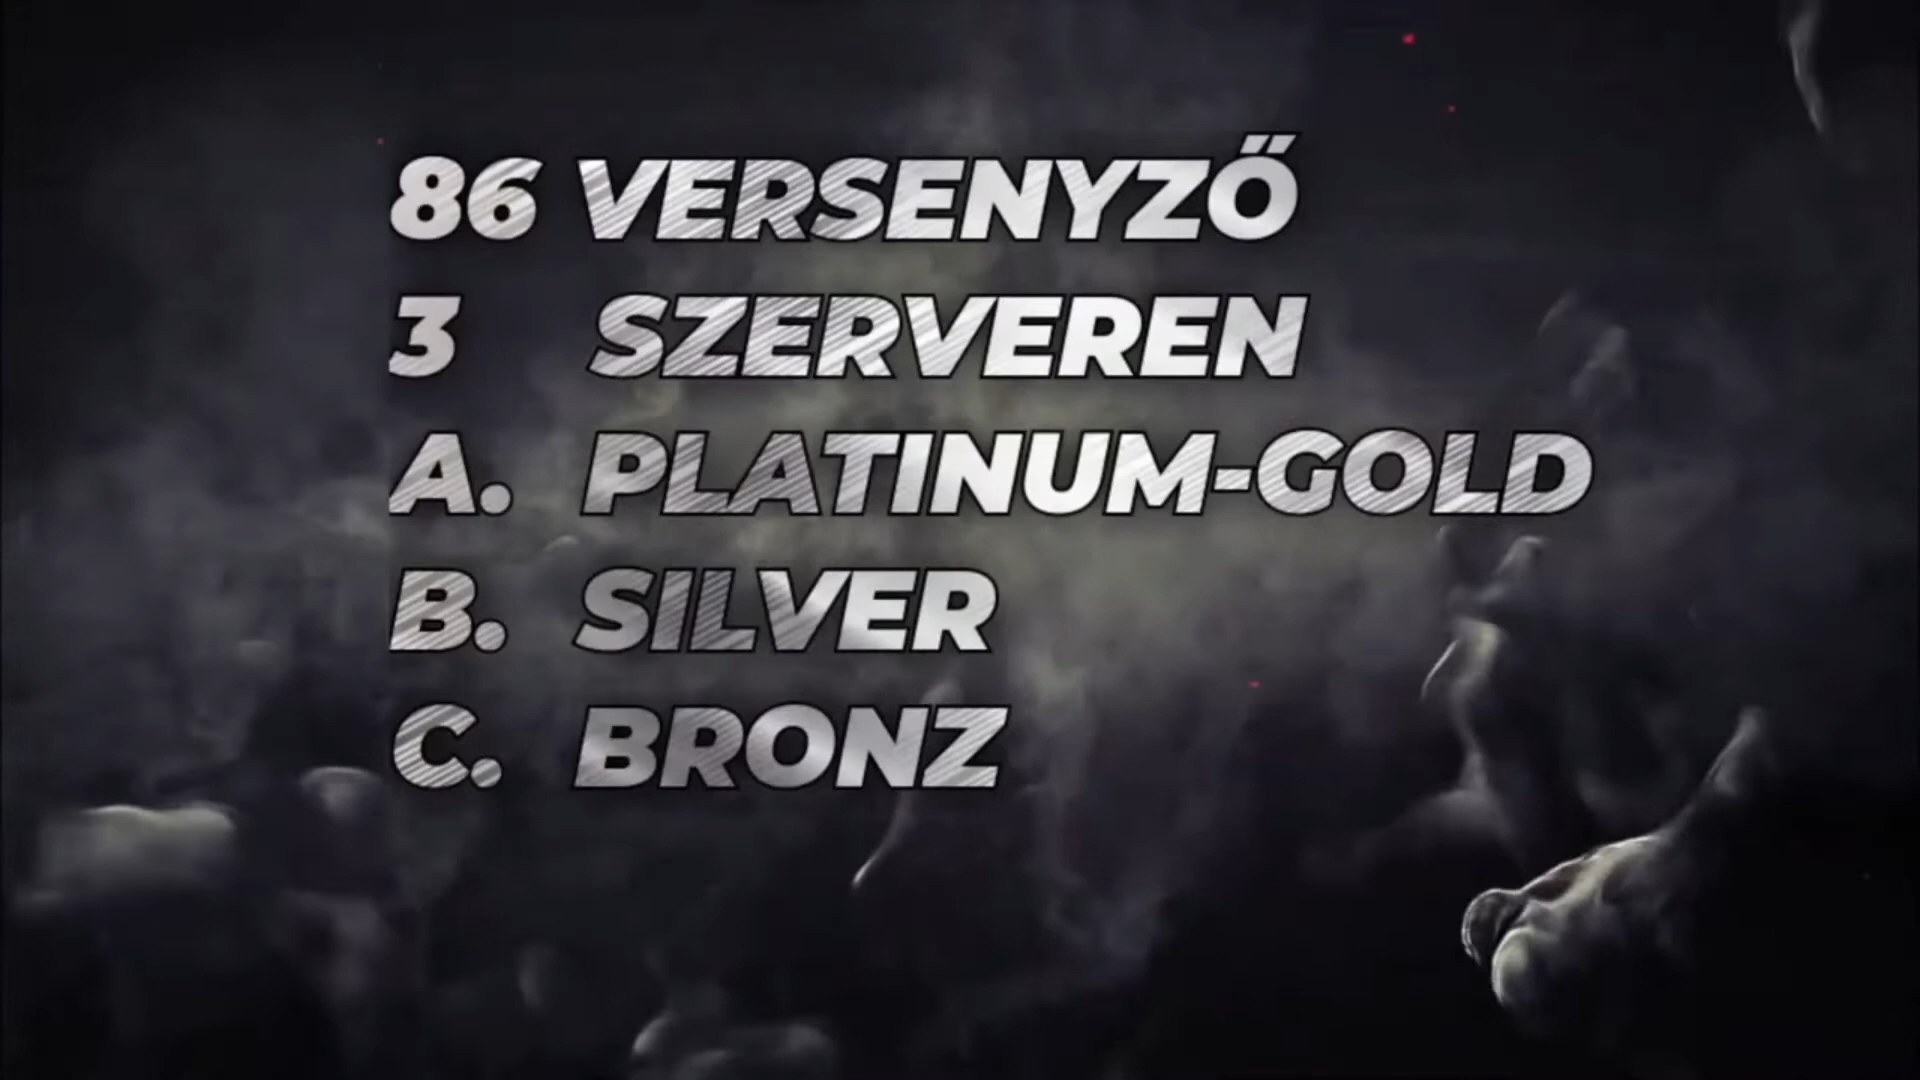 86 VERSENYZŐ
3 SZERVEREN
A. PLATINUM-GOLD
B. SILVER
C. BRONZ